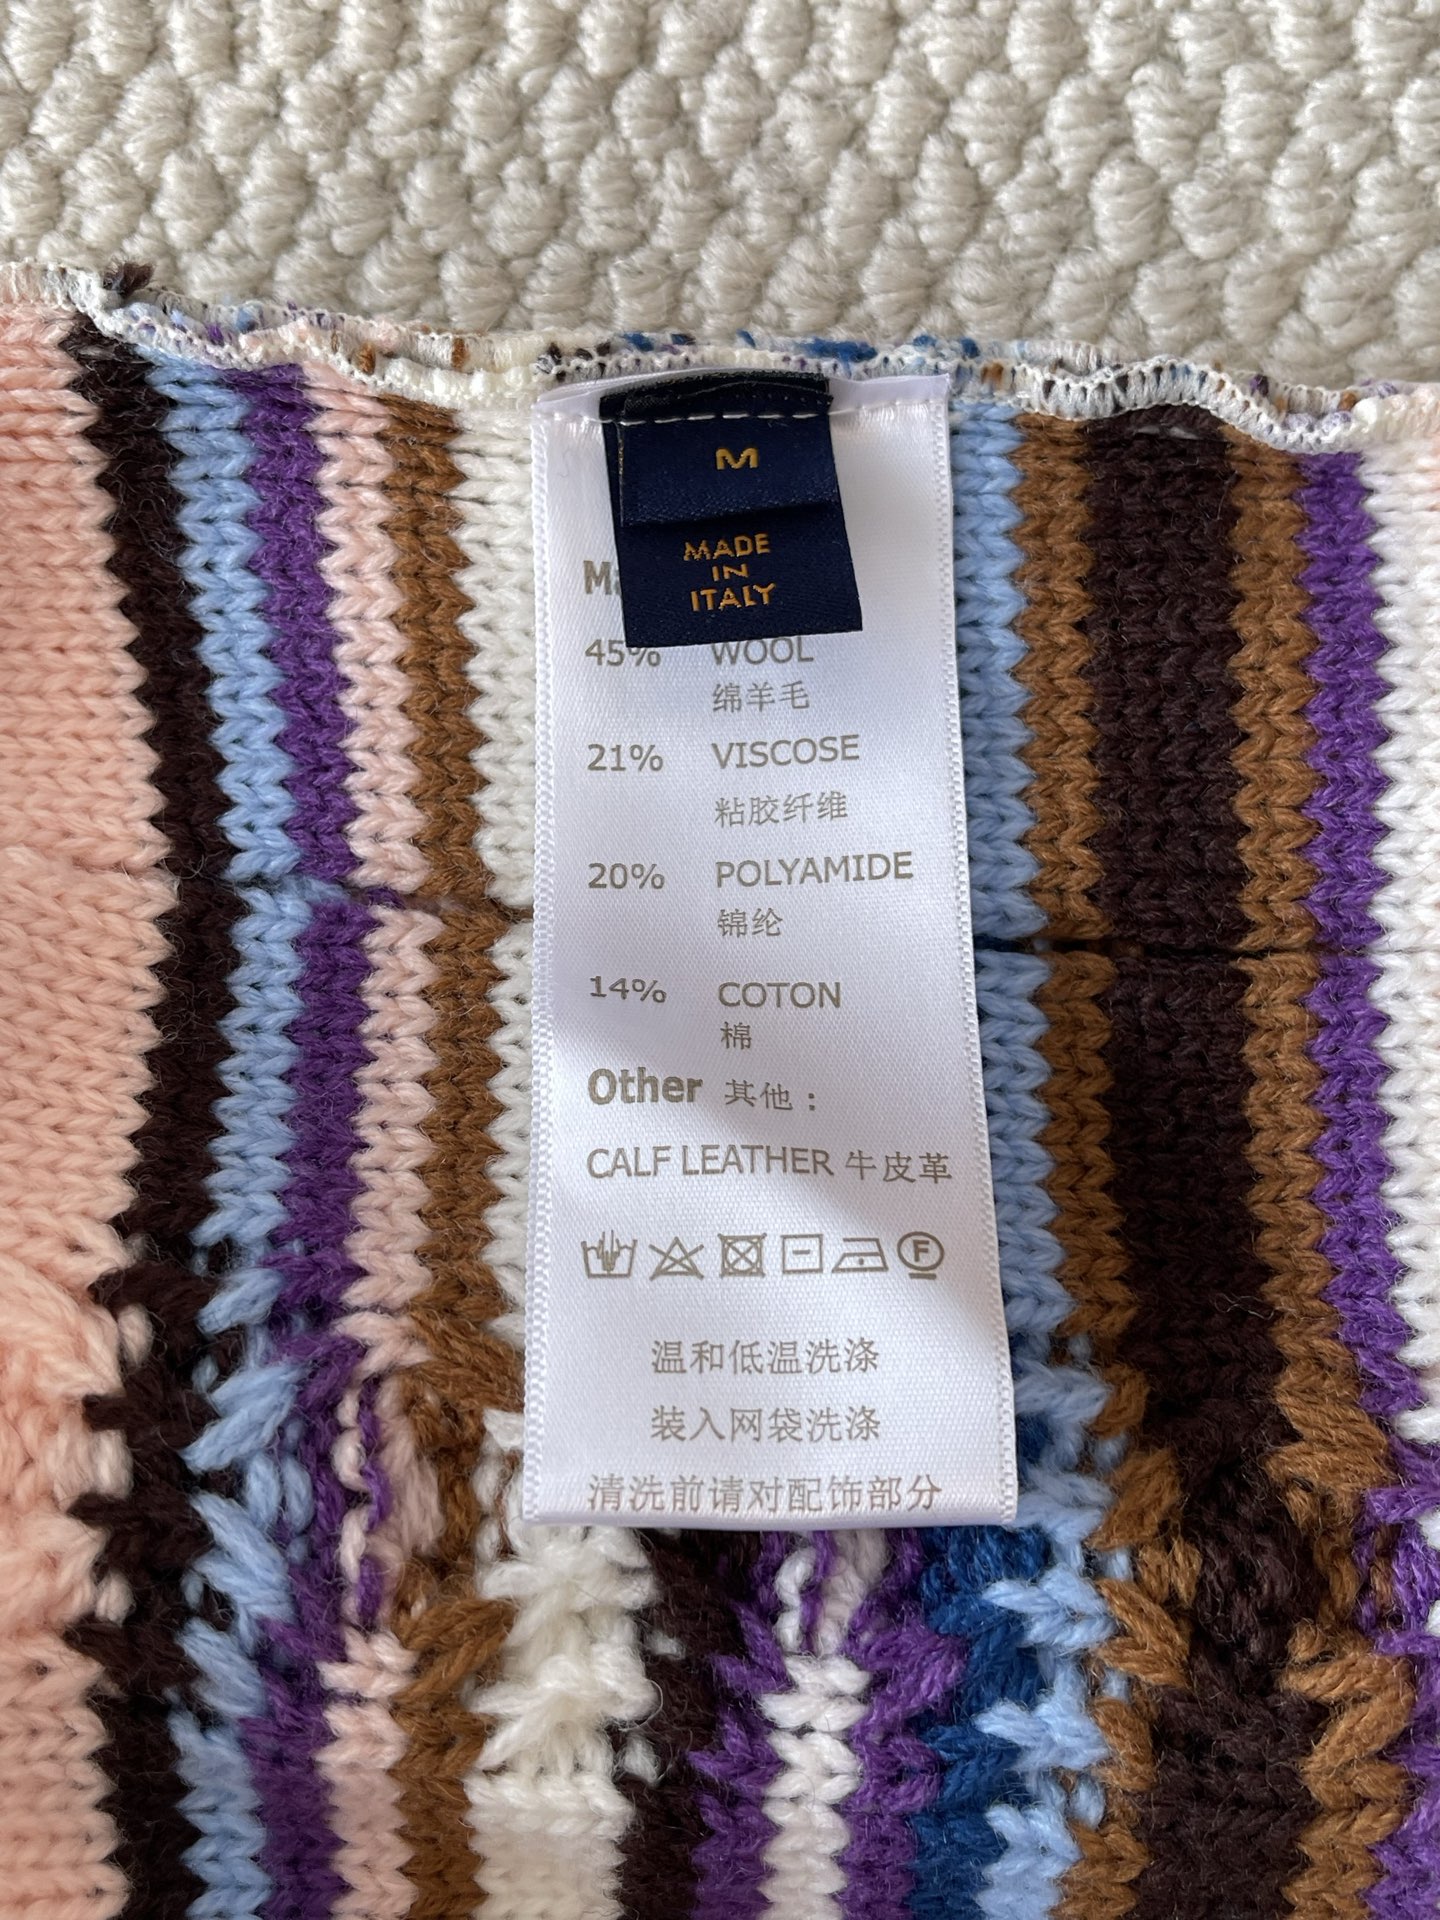 M
MADE
IN
ITALY
45% WOOL
绵羊毛
21% VISCOSE
粘胶纤维
20% POLYAMIDE
锦纶
14% COTON
棉
Other 其他：
CALF LEATHER 牛皮革
F
温和低温洗涤
装入网袋洗涤
清洗前请对配饰部分